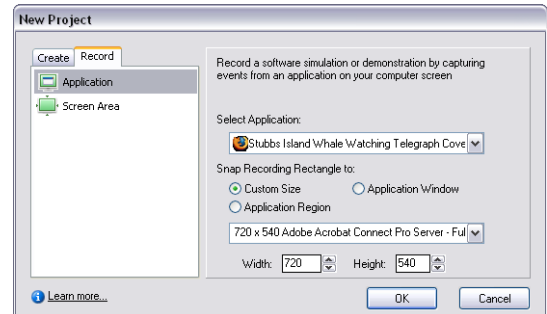 New Project
Create Record
Application
Screen Area
Record a software simulation or demonstration by capturing
events from an application on your computer screen
Select Application:
Stubbs Island Whale Watching Telegraph Cove
Snap Recording Rectangle to:
Custom Size Application Window
Application Region
720 x 540 Adobe Acrobat Connect Pro Server - Ful
Width: 720 Height: 540
Learn more... OK Cancel